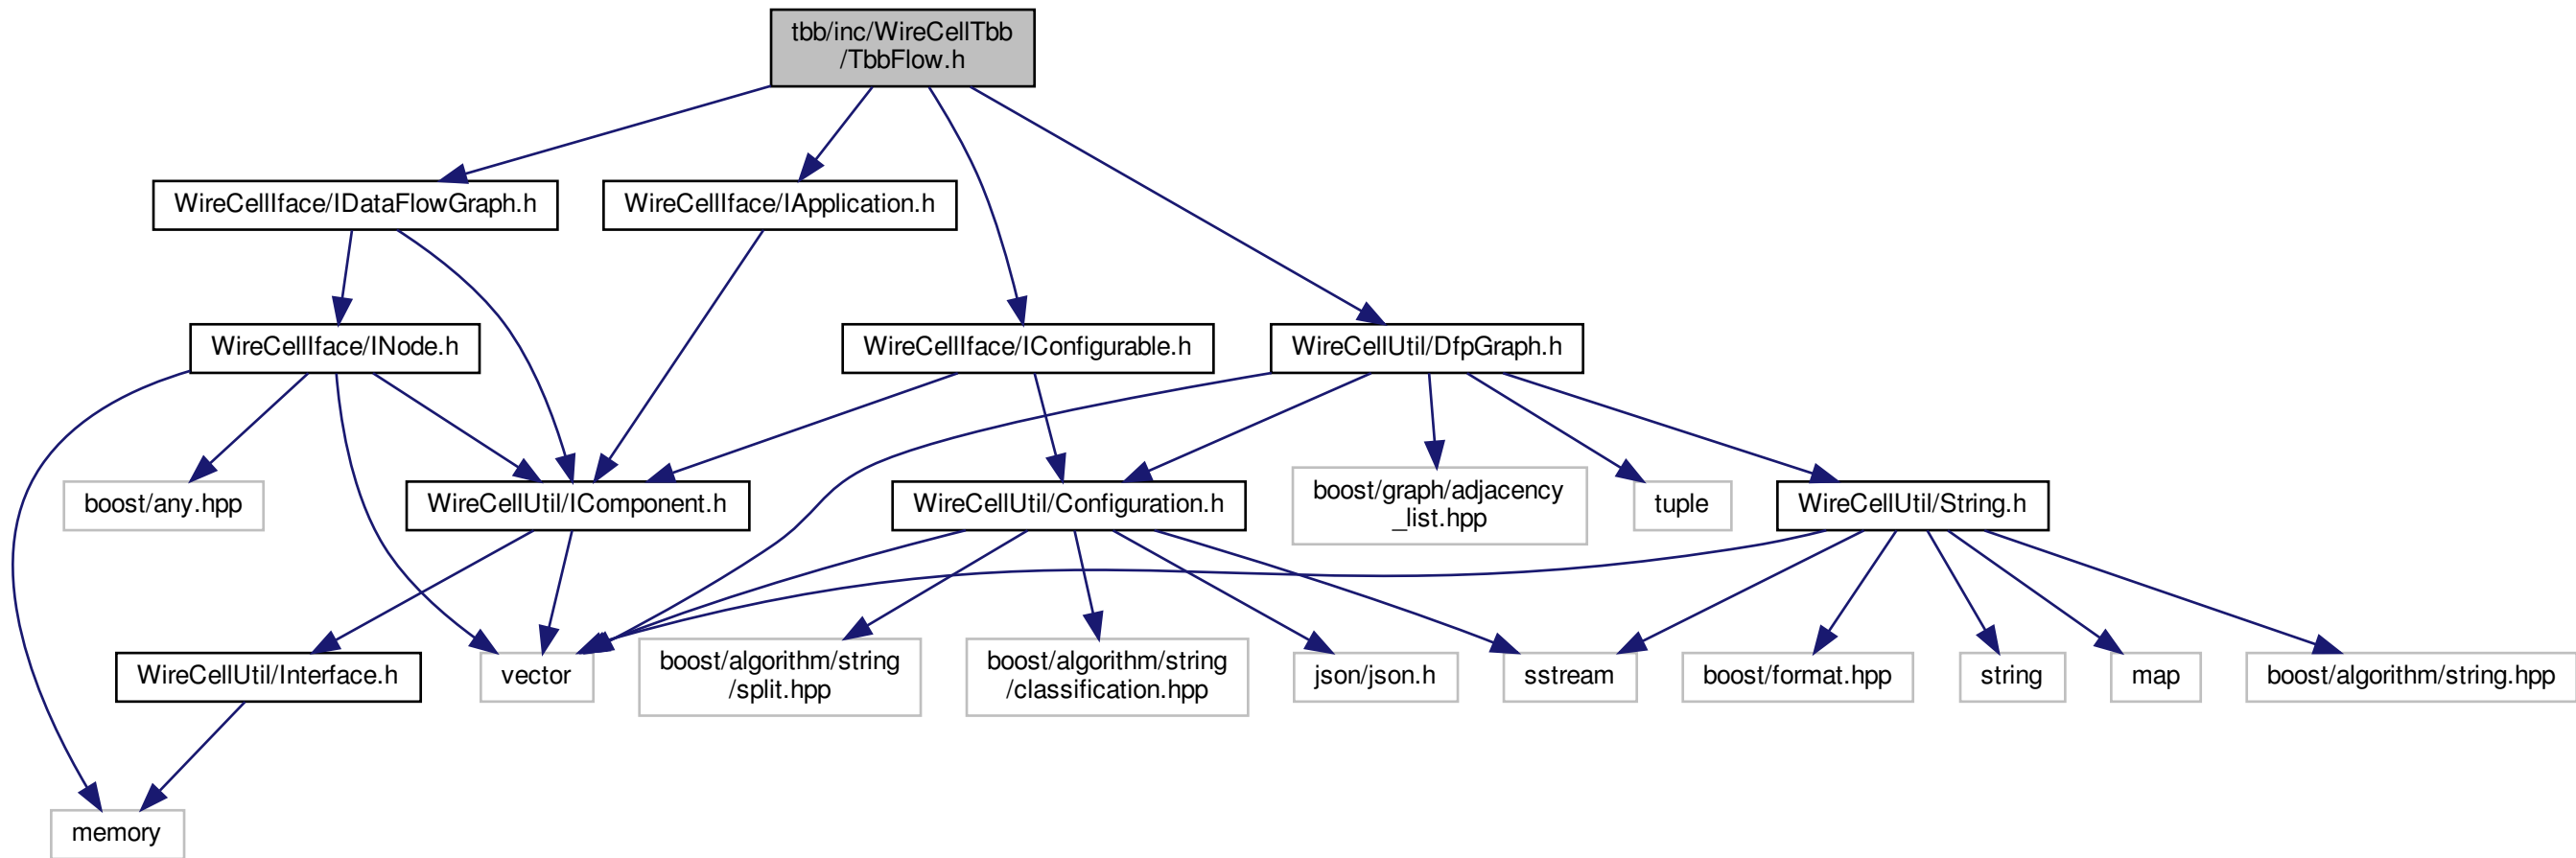 tbb/inc/WireCellTbb
/TbbFlow.h
WireCellIface/IDataFlowGraph.h
WireCellIface/IApplication.h
WireCellIface/INode.h
WireCellIface/IConfigurable.h
WireCellUtil/DfpGraph.h
boost/any.hpp
WireCellUtil/IComponent.h
WireCellUtil/Configuration.h
boost/graph/adjacency
_list.hpp
tuple
WireCellUtil/String.h
WireCellUtil/Interface.h
vector
boost/algorithm/string
/split.hpp
boost/algorithm/string
/classification.hpp
json/json.h
sstream
boost/format.hpp
string
map
boost/algorithm/string.hpp
memory